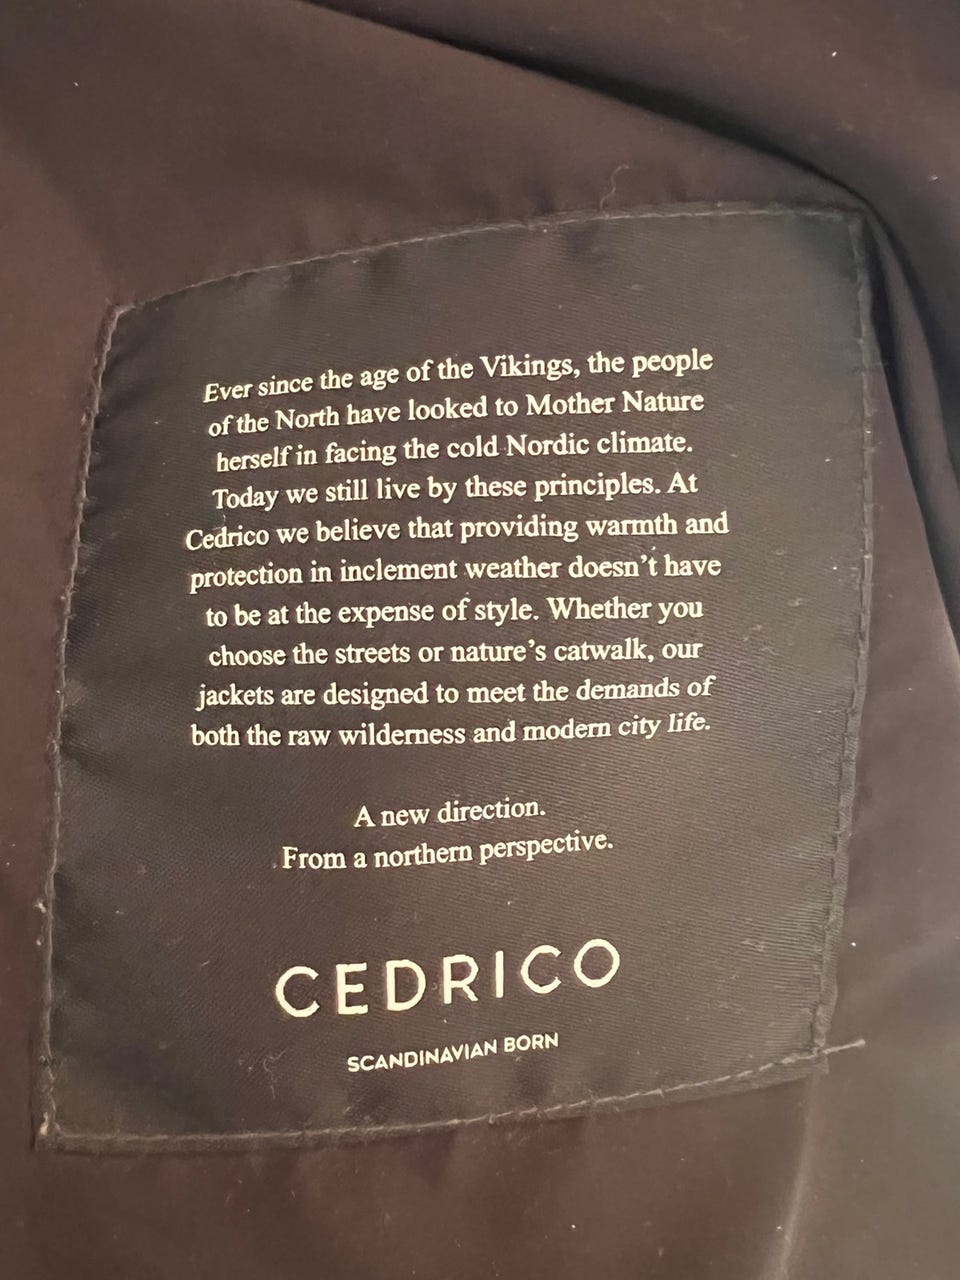 Ever since the age of the Vikings, the people
of the North have looked to Mother Nature
herself in facing the cold Nordic climate.
Today we still live by these principles. At
Cedrico we believe that providing warmth and
protection in inclement weather doesn't have
to be at the expense of style. Whether you
choose the streets or nature's catwalk, our
jackets are designed to meet the demands of
both the raw wilderness and modern city life.
A new direction.
From a northern perspective.
CEDRICO
SCANDINAVIAN BORN